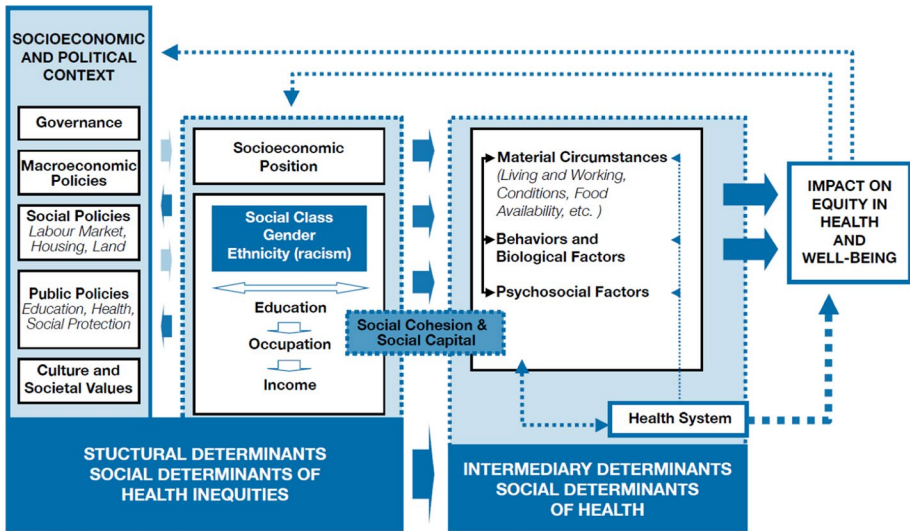 SOCIOECONOMIC
AND POLITICAL
CONTEXT
Governance
Macroeconomic
Policies
Social Policies
Labour Market,
Housing, Land
Public Policies
Education, Health,
Social Protection
Culture and
Societal Values
Socioeconomic
Position
Social Class
Gender
Ethnicity (racism)
Education
Occupation
Income
Social Cohesion &
Social Capital
Material Circumstances
(Living and Working,
Conditions, Food
Availability, etc. )
Behaviors and
Biological Factors
Psychosocial Factors
Health System
IMPACT ON
EQUITY IN
HEALTH
AND
WELL-BEING
STUCTURAL DETERMINANTS
SOCIAL DETERMINANTS OF
HEALTH INEQUITIES
INTERMEDIARY DETERMINANTS
SOCIAL DETERMINANTS
OF HEALTH